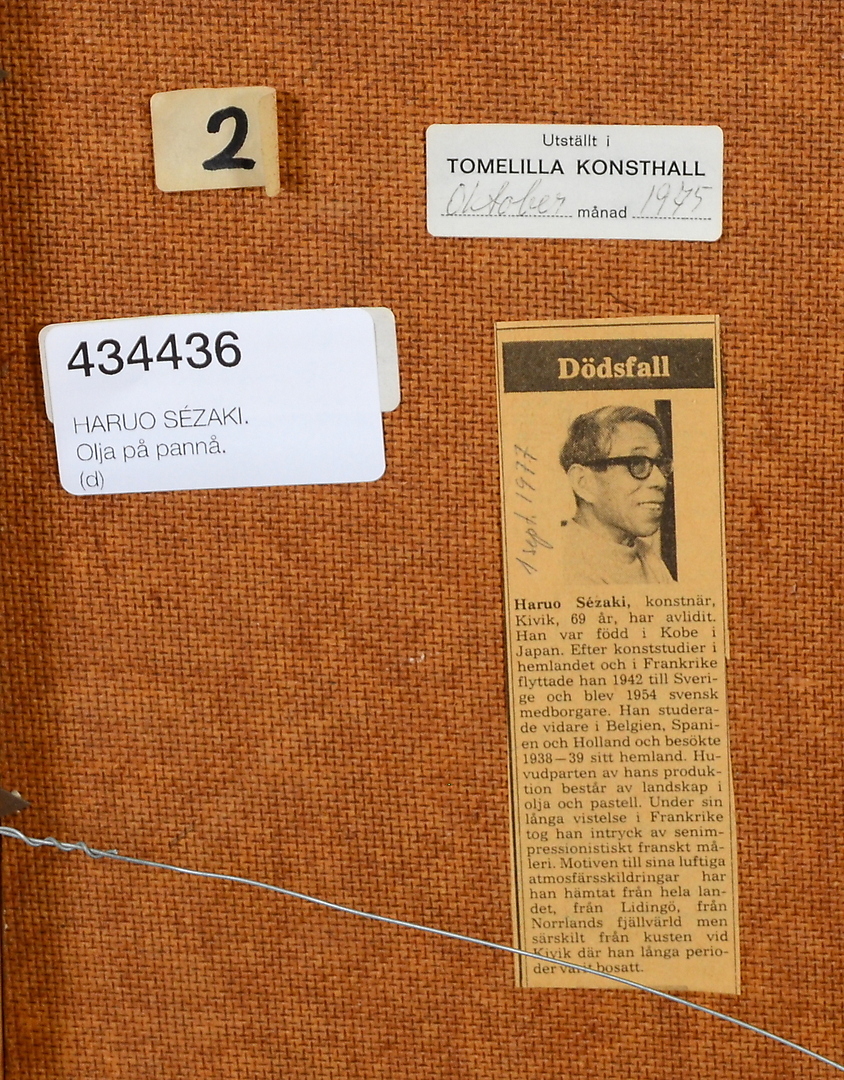 2
Utställt i
TOMELILLA KONSTHALL
Oktober månad 1975
434436
HARUO SÉZAKI.
Olja på pannå.
(d)
Dödsfall
1 sept. 1977
Haruo Sézaki, konstnär,
Kivik, 69 år, har avlidit.
Han var född i Kobe i
Japan. Efter konststudier i
hemlandet och i Frankrike
flyttade han 1942 till Sveri-
ge och blev 1954 svensk
medborgare. Han studera-
de vidare i Belgien, Spani-
en och Holland och besökte
1938–39 sitt hemland. Hu-
vudparten av hans produk-
tion består av landskap i
olja och pastell. Under sin
långa vistelse i Frankrike
tog han intryck av senim-
pressionistiskt franskt må-
leri. Motiven till sina luftiga
atmosfärsskildringar har
han hämtat från hela lan-
det, från Lidingö, från
Norrlands fjällvärld men
särskilt från kusten vid
Kivik där han långa perio-
der varit bosatt.